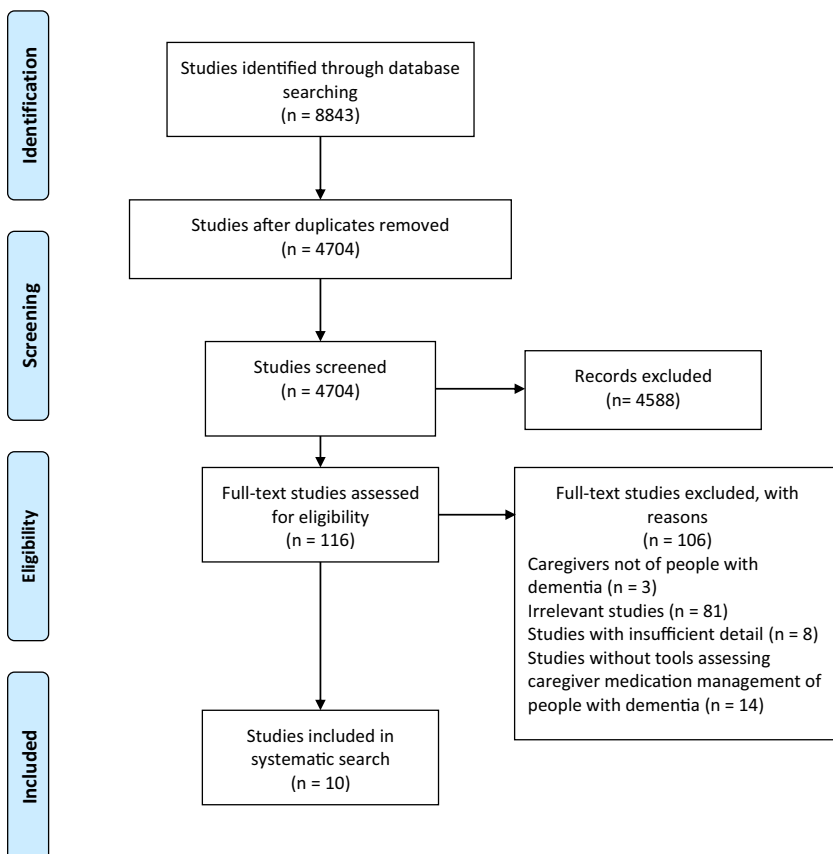 Identification
Studies identified through database
searching
(n = 8843)
Studies after duplicates removed
(n = 4704)
Screening
Studies screened
(n = 4704)
Records excluded
(n= 4588)
Eligibility
Full-text studies assessed
for eligibility
(n = 116)
Full-text studies excluded, with
reasons
(n = 106)
Caregivers not of people with
dementia (n = 3)
Irrelevant studies (n = 81)
Studies with insufficient detail (n = 8)
Studies without tools assessing
caregiver medication management of
people with dementia (n = 14)
Included
Studies included in
systematic search
(n = 10)